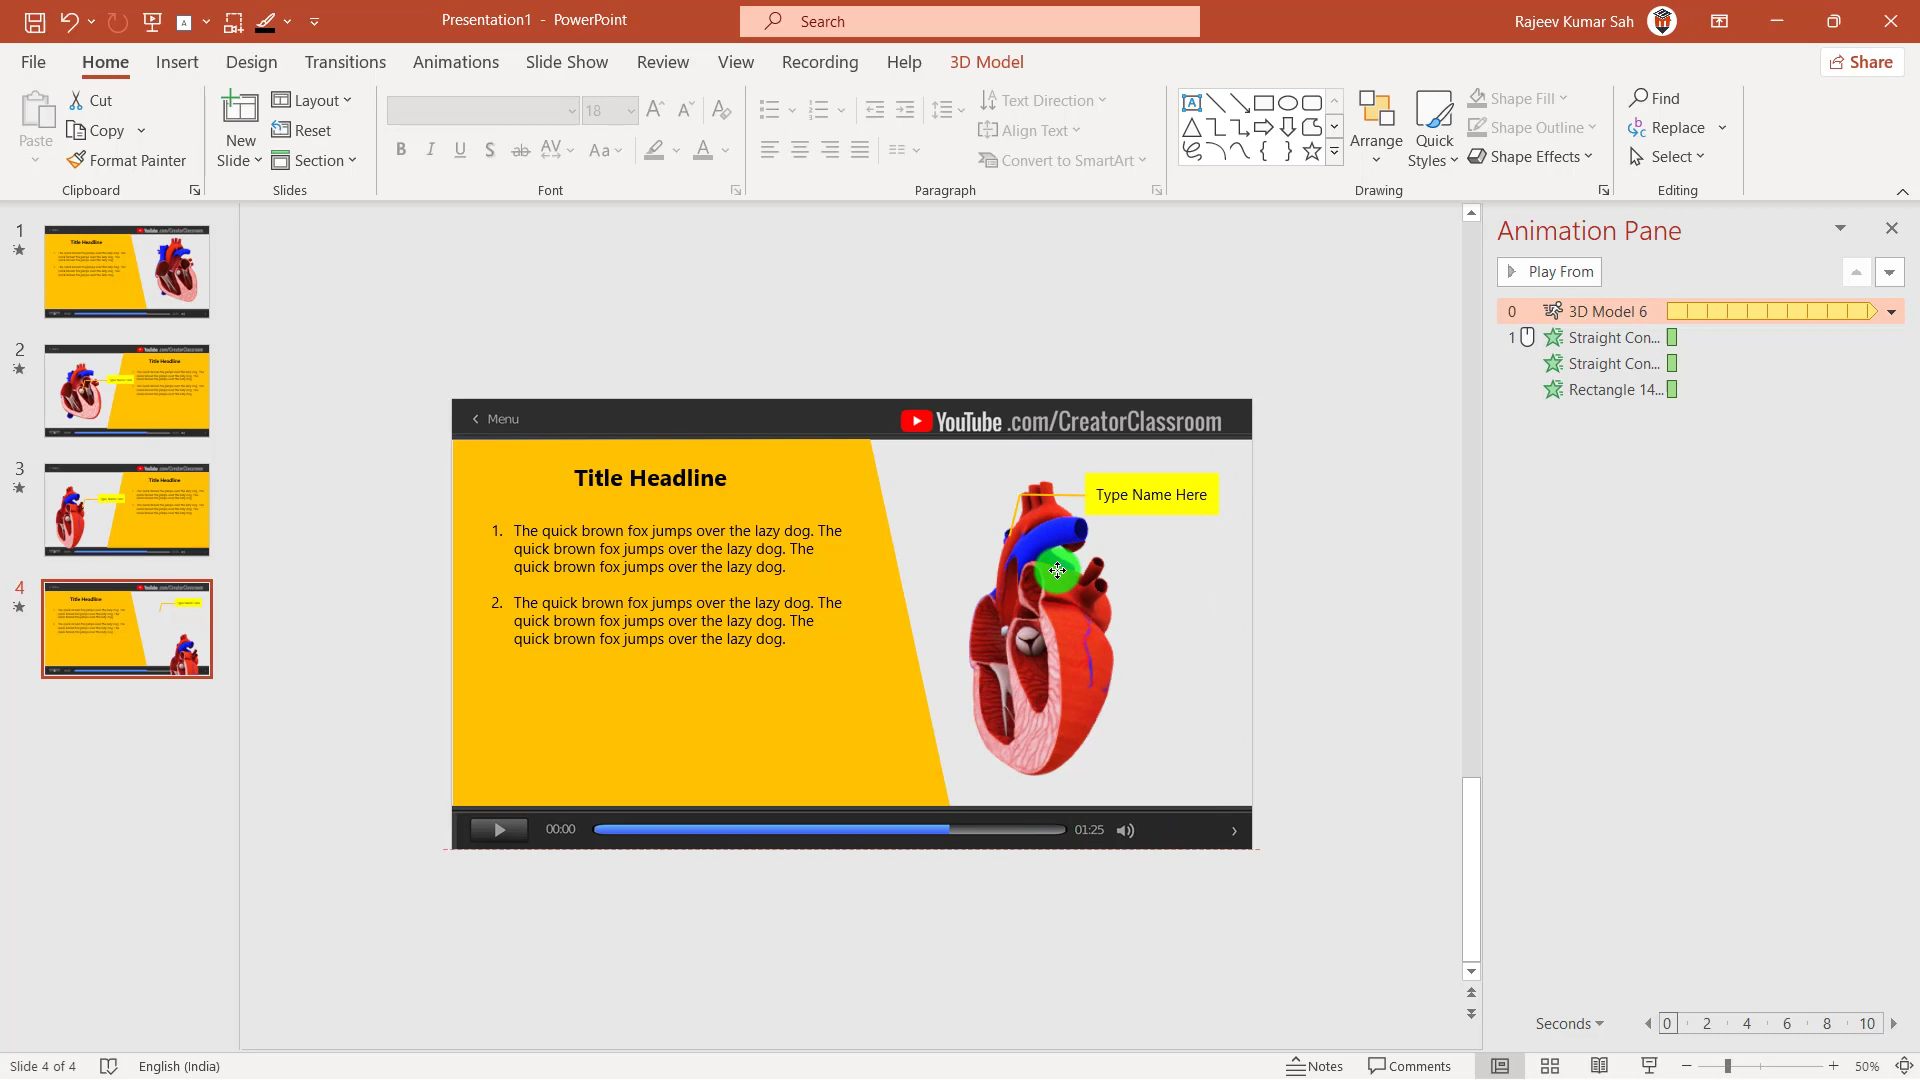 Presentation1 - PowerPoint
Search
Rajeev Kumar Sah
File
Home
Insert
Design
Transitions
Animations
Slide Show
Review
View
Recording
Help
3D Model
Share
Paste
Cut
Copy
Format Painter
Clipboard
New
Slide
Layout
Reset
Section
Slides
18
Font
Text Direction
Align Text
Convert to SmartArt
Paragraph
Arrange
Quick
Styles
Shape Fill
Shape Outline
Shape Effects
Drawing
Find
Replace
Select
Editing
1
2
3
4
Menu
YouTube .com/CreatorClassroom
Title Headline
1. The quick brown fox jumps over the lazy dog. The
quick brown fox jumps over the lazy dog. The
quick brown fox jumps over the lazy dog.
2. The quick brown fox jumps over the lazy dog. The
quick brown fox jumps over the lazy dog. The
quick brown fox jumps over the lazy dog.
Type Name Here
00:00
01:25
Animation Pane
Play From
0 3D Model 6
1 Straight Con...
Straight Con...
Rectangle 14...
Seconds
0 2 4 6 8 10
Slide 4 of 4
English (India)
Notes
Comments
50%